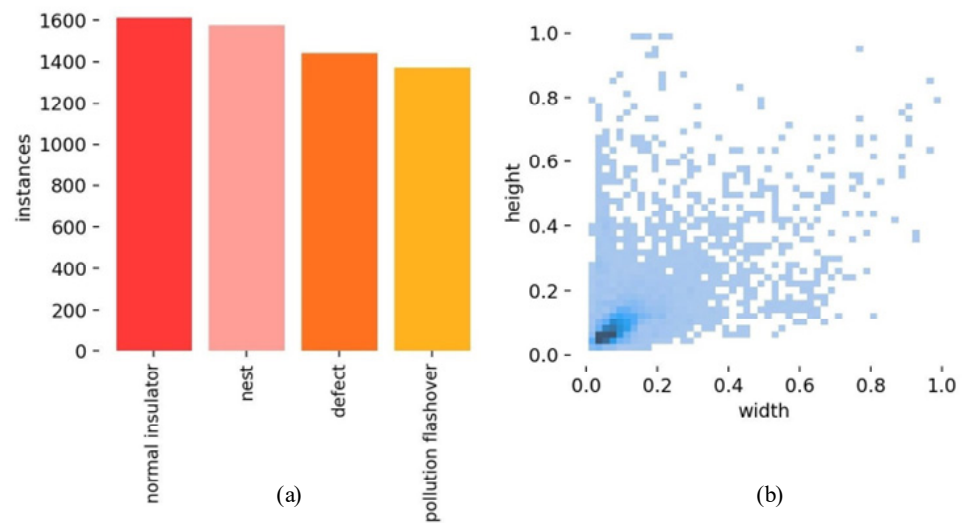 1600
1400
1200
1000
800
600
400
200
0
instances
normal insulator
nest
defect
pollution flashover
(a)
1.0
0.8
0.6
0.4
0.2
0.0
height
0.0 0.2 0.4 0.6 0.8 1.0
width
(b)